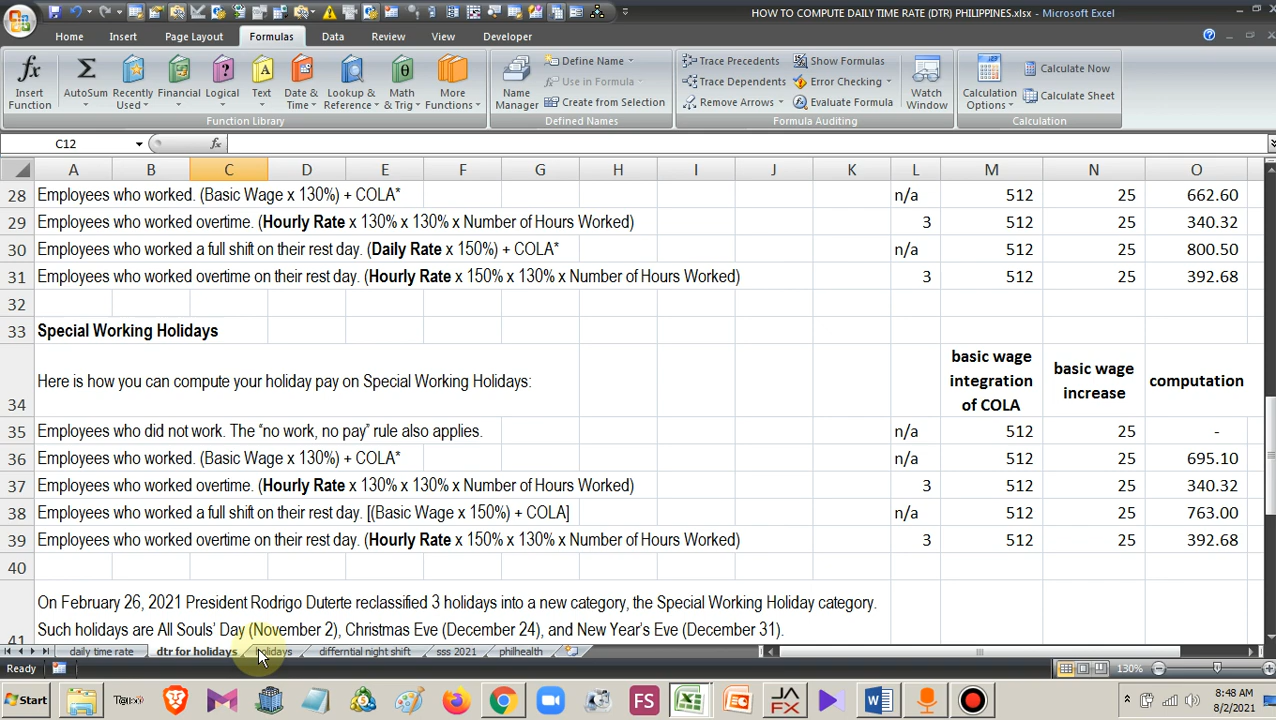 HOW TO COMPUTE DAILY TIME RATE (DTR) PHILIPPINES.xlsx - Microsoft Excel
Home Insert Page Layout Formulas Data Review View Developer
Insert Function
AutoSum
Recently Used
Financial
Logical
Text
Date & Time
Lookup & Reference
Math & Trig
More Functions
Function Library
Name Manager
Define Name
Use in Formula
Create from Selection
Defined Names
Trace Precedents
Trace Dependents
Remove Arrows
Show Formulas
Error Checking
Evaluate Formula
Formula Auditing
Watch Window
Calculation Options
Calculate Now
Calculate Sheet
Calculation
C12 fx
A B C D E F G H I J K L M N O
28 Employees who worked. (Basic Wage x 130%) + COLA* n/a 512 25 662.60
29 Employees who worked overtime. (Hourly Rate x 130% x 130% x Number of Hours Worked) 3 512 25 340.32
30 Employees who worked a full shift on their rest day. (Daily Rate x 150%) + COLA* n/a 512 25 800.50
31 Employees who worked overtime on their rest day. (Hourly Rate x 150% x 130% x Number of Hours Worked) 3 512 25 392.68
32
33 Special Working Holidays
34 Here is how you can compute your holiday pay on Special Working Holidays: basic wage integration of COLA basic wage increase computation
35 Employees who did not work. The “no work, no pay” rule also applies. n/a 512 25 -
36 Employees who worked. (Basic Wage x 130%) + COLA* n/a 512 25 695.10
37 Employees who worked overtime. (Hourly Rate x 130% x 130% x Number of Hours Worked) 3 512 25 340.32
38 Employees who worked a full shift on their rest day. [(Basic Wage x 150%) + COLA] n/a 512 25 763.00
39 Employees who worked overtime on their rest day. (Hourly Rate x 150% x 130% x Number of Hours Worked) 3 512 25 392.68
40
On February 26, 2021 President Rodrigo Duterte reclassified 3 holidays into a new category, the Special Working Holiday category.
41 Such holidays are All Souls’ Day (November 2), Christmas Eve (December 24), and New Year’s Eve (December 31).
daily time rate dtr for holidays holidays differntial night shift sss 2021 philhealth
Ready 130%
Start FS JA FX 8:48 AM
8/2/2021